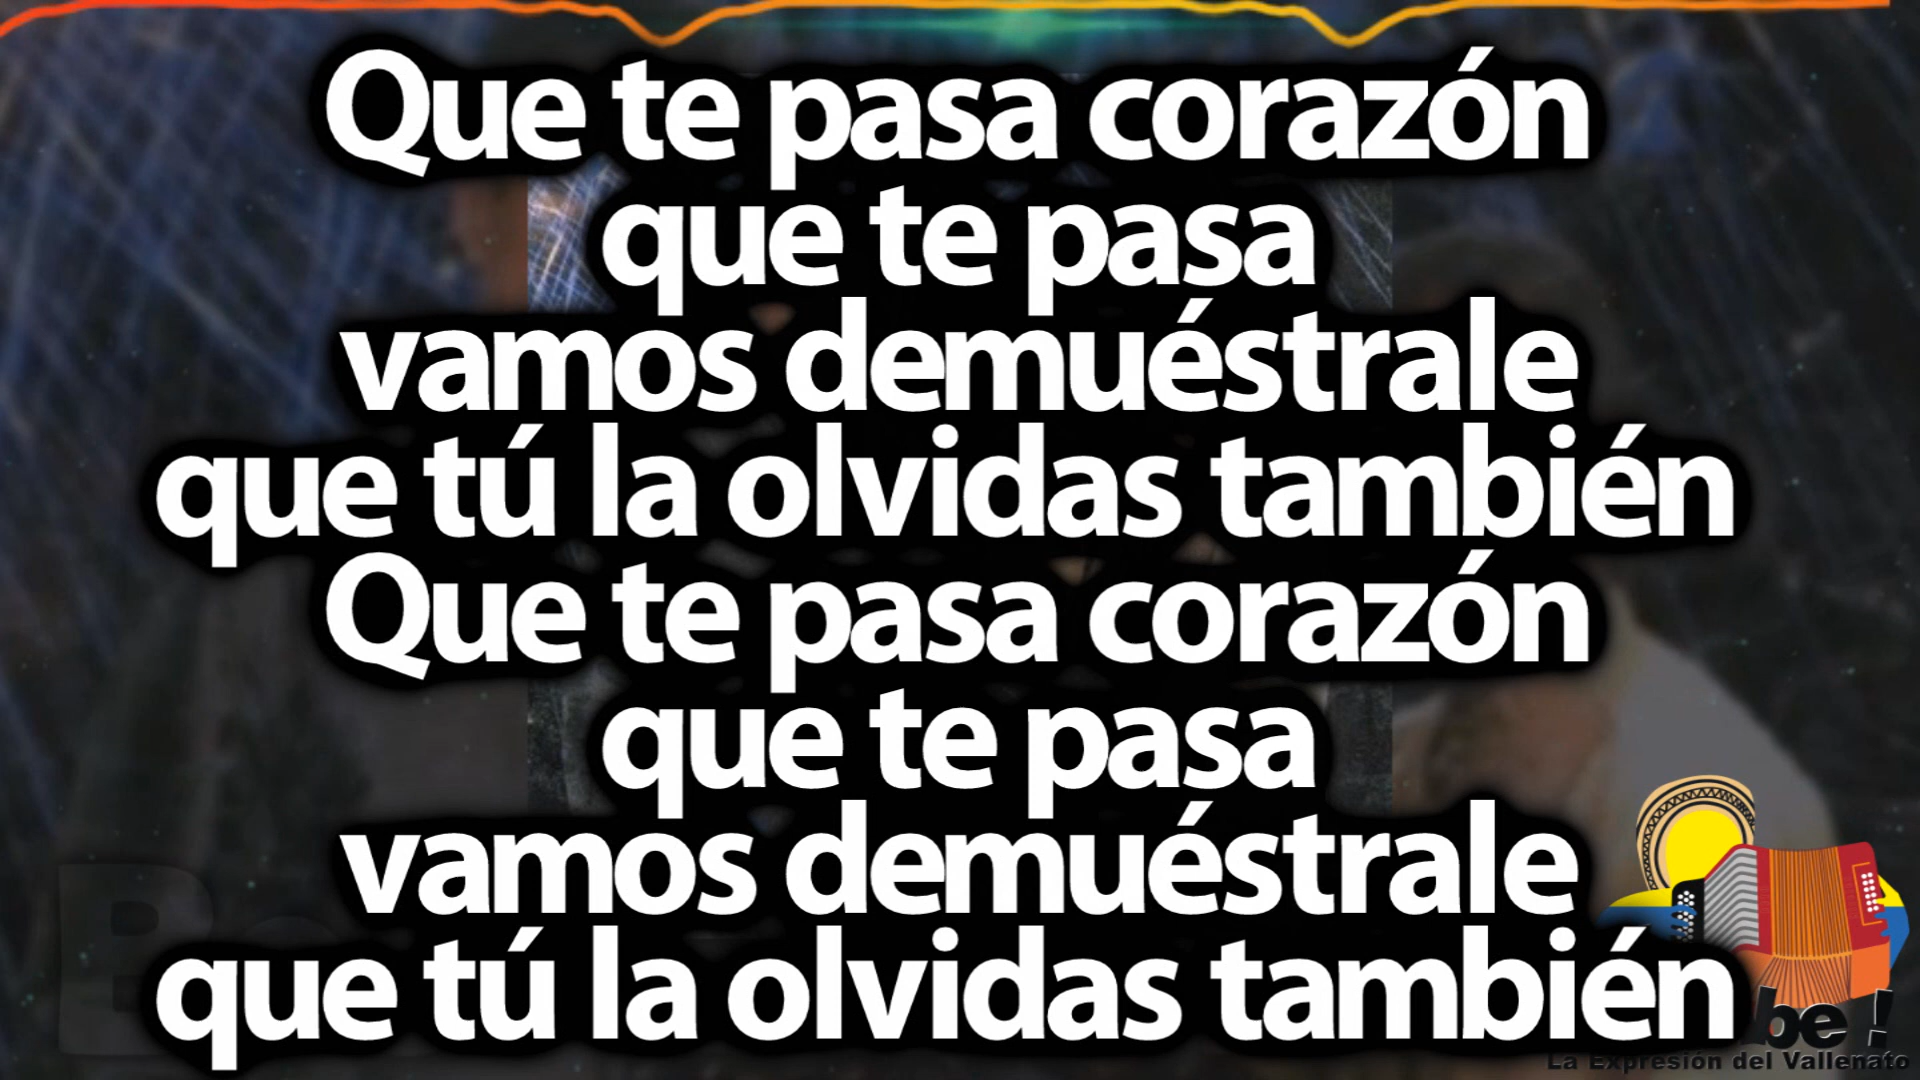 Que te pasa corazón
que te pasa
vamos demuéstrale
que tú la olvidas también
Que te pasa corazón
que te pasa
vamos demuéstrale
que tú la olvidas también
be !
La Expresión del Vallenato